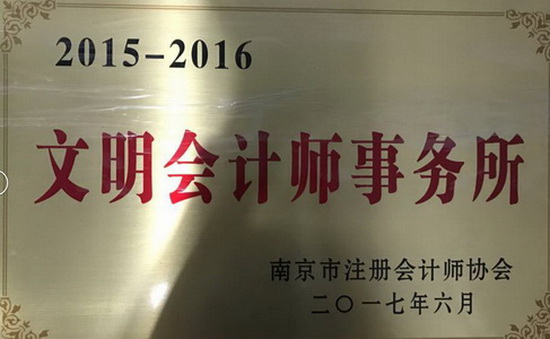 2015-2016
文明会计师事务所
南京市注册会计师协会
二〇一七年六月